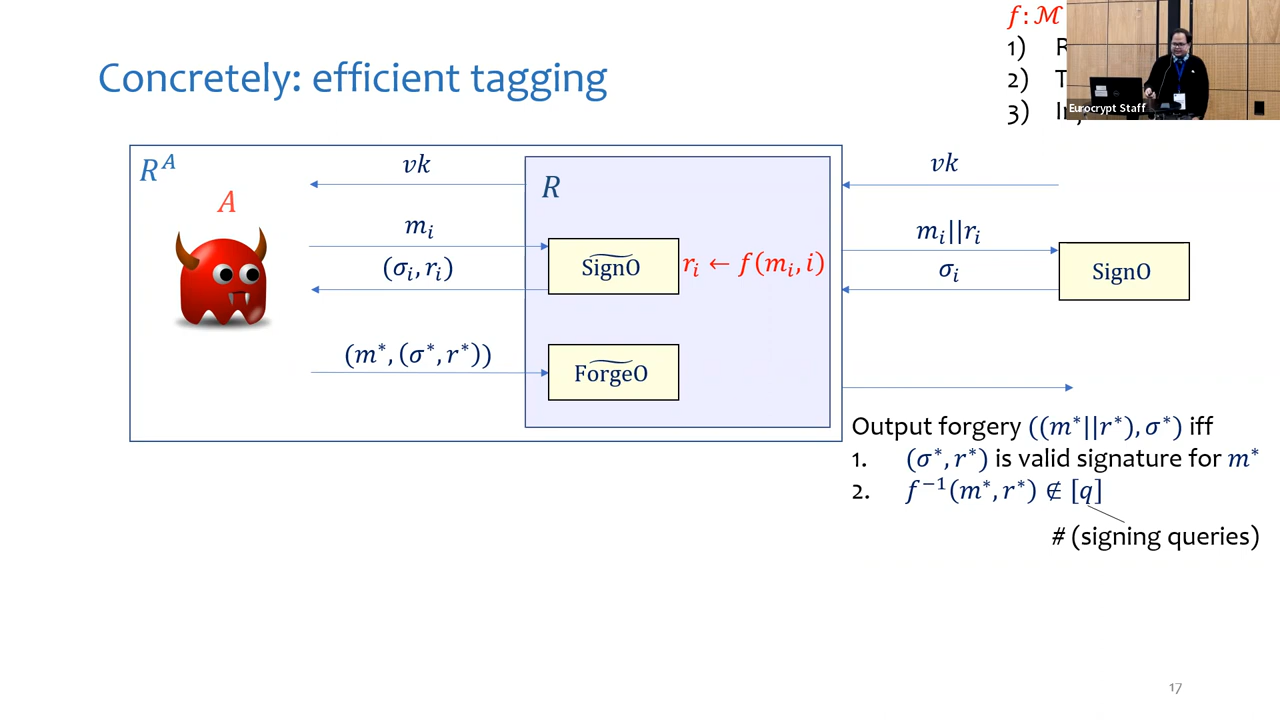 Concretely: efficient tagging
f: ℳ
1) R
2) T
3)
Eurocrypt Staff
R^A
A
vk
R
vk
m_i
SignO
r_i ← f(m_i, i)
m_i||r_i
(σ_i, r_i)
σ_i
SignO
(m*, (σ*, r*))
ForgeO
Output forgery ((m*||r*), σ*) iff
1. (σ*, r*) is valid signature for m*
2. f⁻¹(m*, r*) ∉ [q]
# (signing queries)
17